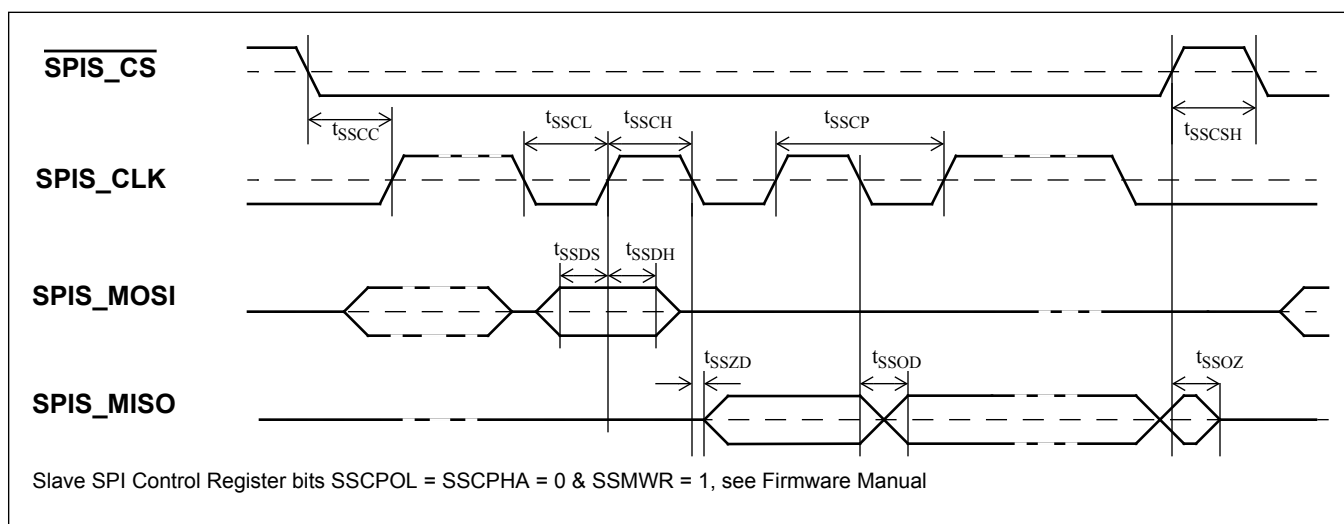 SPIS_CS
tSSCC
tSSCL
tSSCH
tSSCP
tSSCSH
SPIS_CLK
tSSDS
tSSDH
SPIS_MOSI
tSSZD
tSSOD
tSSOZ
SPIS_MISO
Slave SPI Control Register bits SSCPOL = SSCPHA = 0 & SSMWR = 1, see Firmware Manual